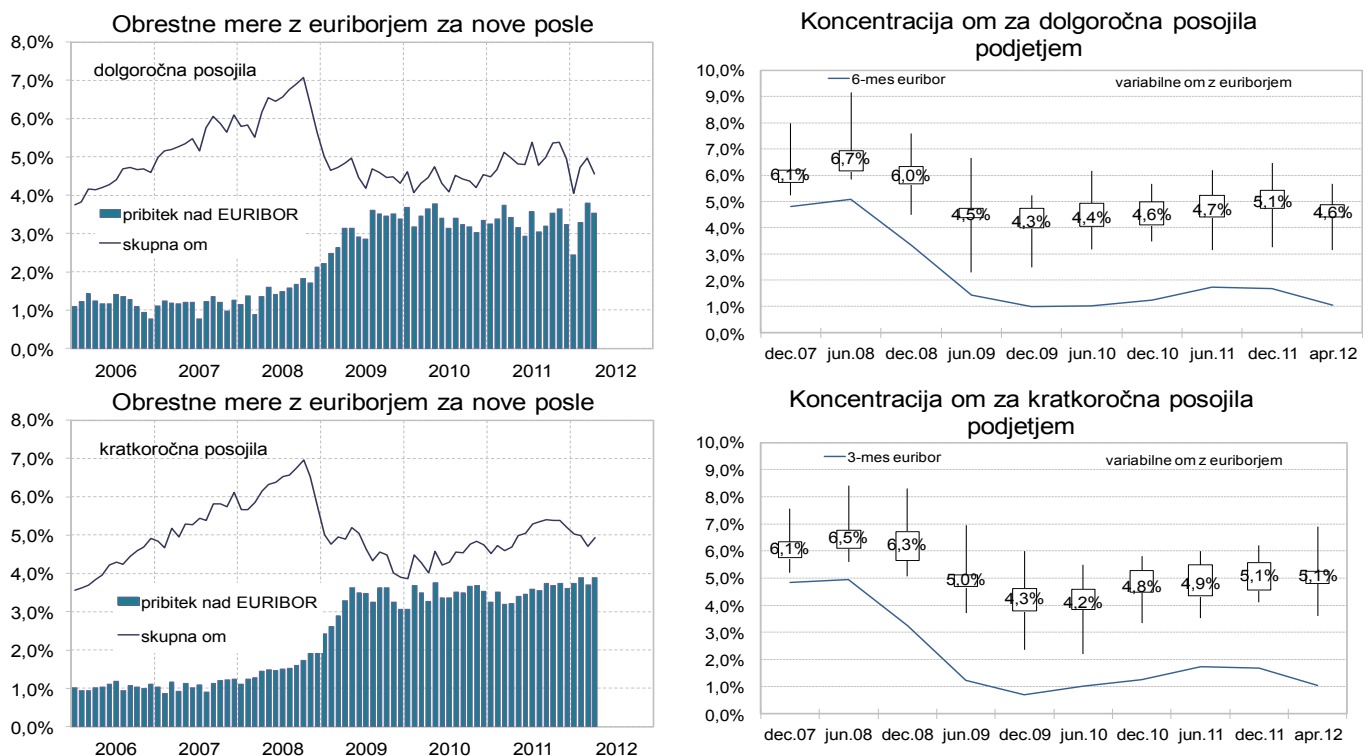 Obrestne mere z euriborjem za nove posle
8,0%
7,0%
6,0%
5,0%
4,0%
3,0%
2,0%
1,0%
0,0%
dolgoročna posojila
pribitek nad EURIBOR
skupna om
2006 2007 2008 2009 2010 2011 2012
Koncentracija om za dolgoročna posojila
podjetjem
10,0%
9,0%
8,0%
7,0%
6,0%
5,0%
4,0%
3,0%
2,0%
1,0%
0,0%
6-mes euribor
variabilne om z euriborjem
6,1% 6,7% 6,0% 4,5% 4,3% 4,4% 4,6% 4,7% 5,1% 4,6%
dec.07 jun.08 dec.08 jun.09 dec.09 jun.10 dec.10 jun.11 dec.11 apr.12
Obrestne mere z euriborjem za nove posle
8,0%
7,0%
6,0%
5,0%
4,0%
3,0%
2,0%
1,0%
0,0%
kratkoročna posojila
pribitek nad EURIBOR
skupna om
2006 2007 2008 2009 2010 2011 2012
Koncentracija om za kratkoročna posojila
podjetjem
10,0%
9,0%
8,0%
7,0%
6,0%
5,0%
4,0%
3,0%
2,0%
1,0%
0,0%
3-mes euribor
variabilne om z euriborjem
6,1% 6,5% 6,3% 5,0% 4,3% 4,2% 4,8% 4,9% 5,1% 5,1%
dec.07 jun.08 dec.08 jun.09 dec.09 jun.10 dec.10 jun.11 dec.11 apr.12